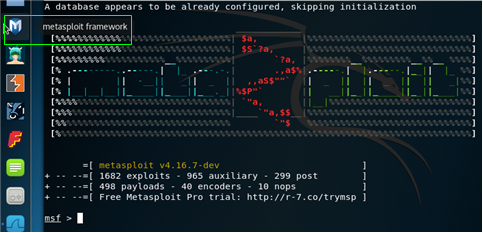 A database appears to be already configured, skipping initialization
metasploit framework
=[ metasploit v4.16.7-dev ]
+ -- --=[ 1682 exploits - 965 auxiliary - 299 post ]
+ -- --=[ 498 payloads - 40 encoders - 10 nops ]
+ -- --=[ Free Metasploit Pro trial: http://r-7.co/trymsp ]
msf >